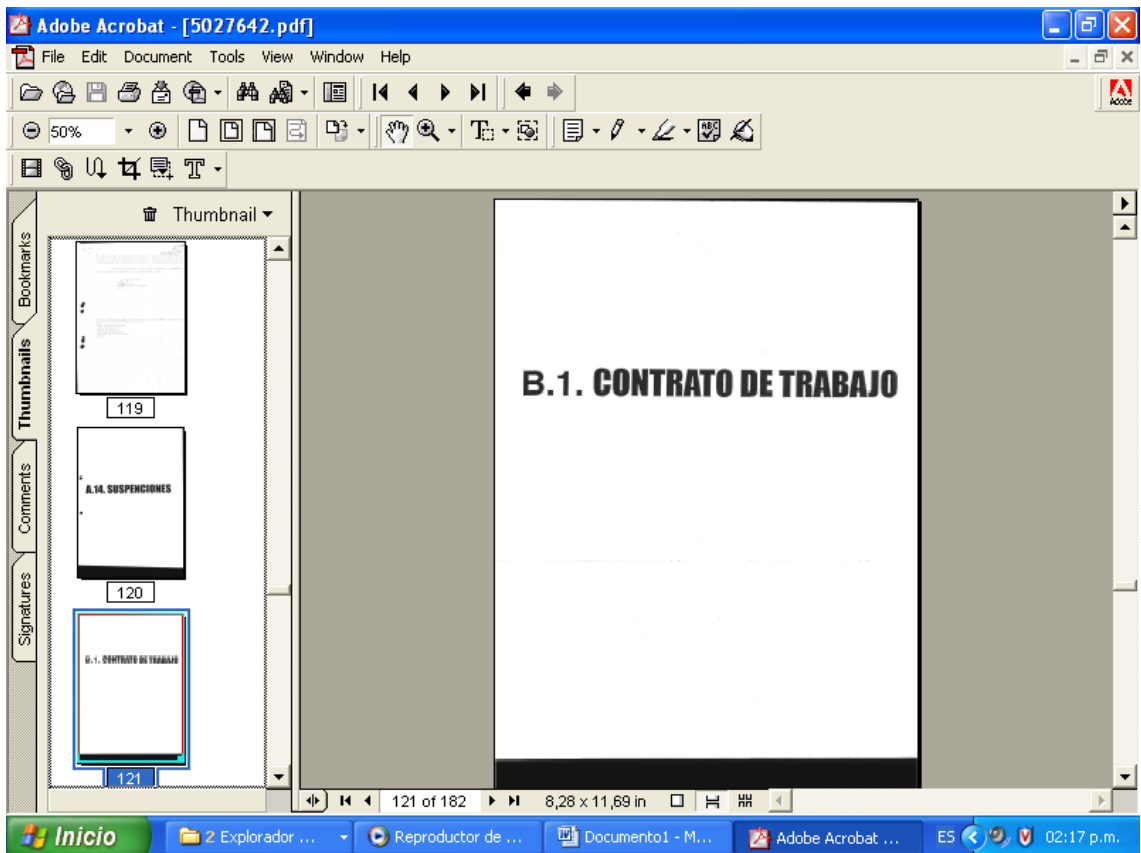 Adobe Acrobat - [5027642.pdf]
File Edit Document Tools View Window Help
Adobe
50%
Bookmarks
Thumbnails
Comments
Signatures
Thumbnail
119
A.14. SUSPENCIONES
120
B.1. CONTRATO DE TRABAJO
121
B.1. CONTRATO DE TRABAJO
121 of 182 8,28 x 11,69 in
Inicio 2 Explorador ... Reproductor de ... Documento1 - M... Adobe Acrobat ... ES 02:17 p.m.